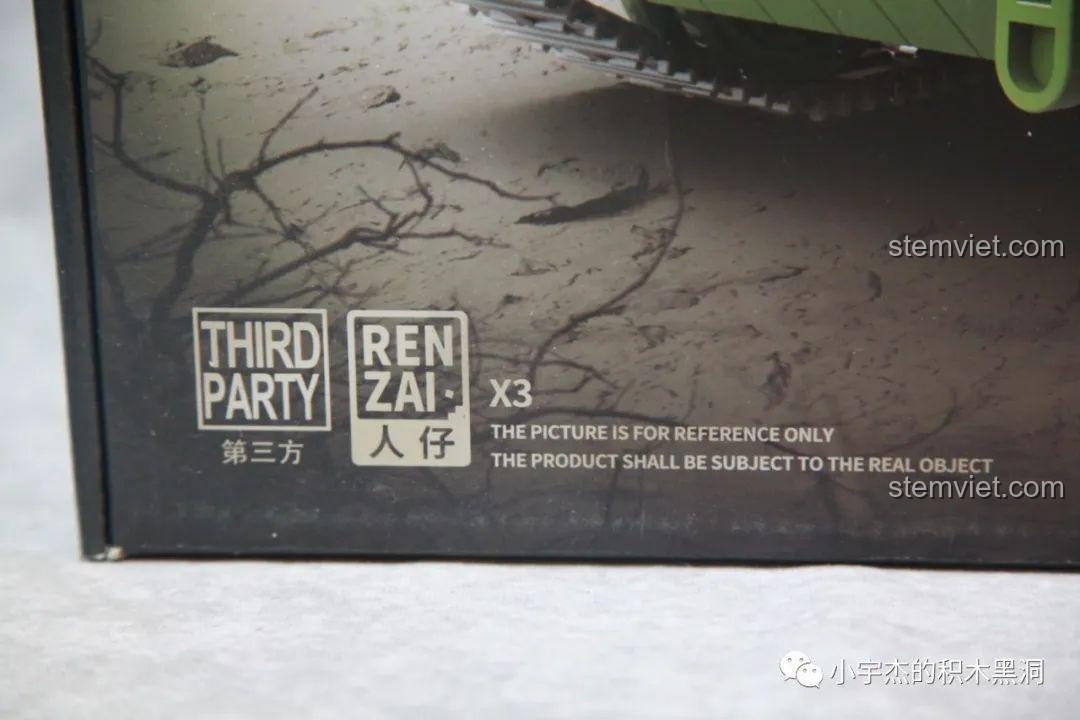 stemviet.com
THIRD
PARTY
第三方
REN
ZAI
人仔
X3
THE PICTURE IS FOR REFERENCE ONLY
THE PRODUCT SHALL BE SUBJECT TO THE REAL OBJECT
stemviet.com
小宇杰的积木黑洞